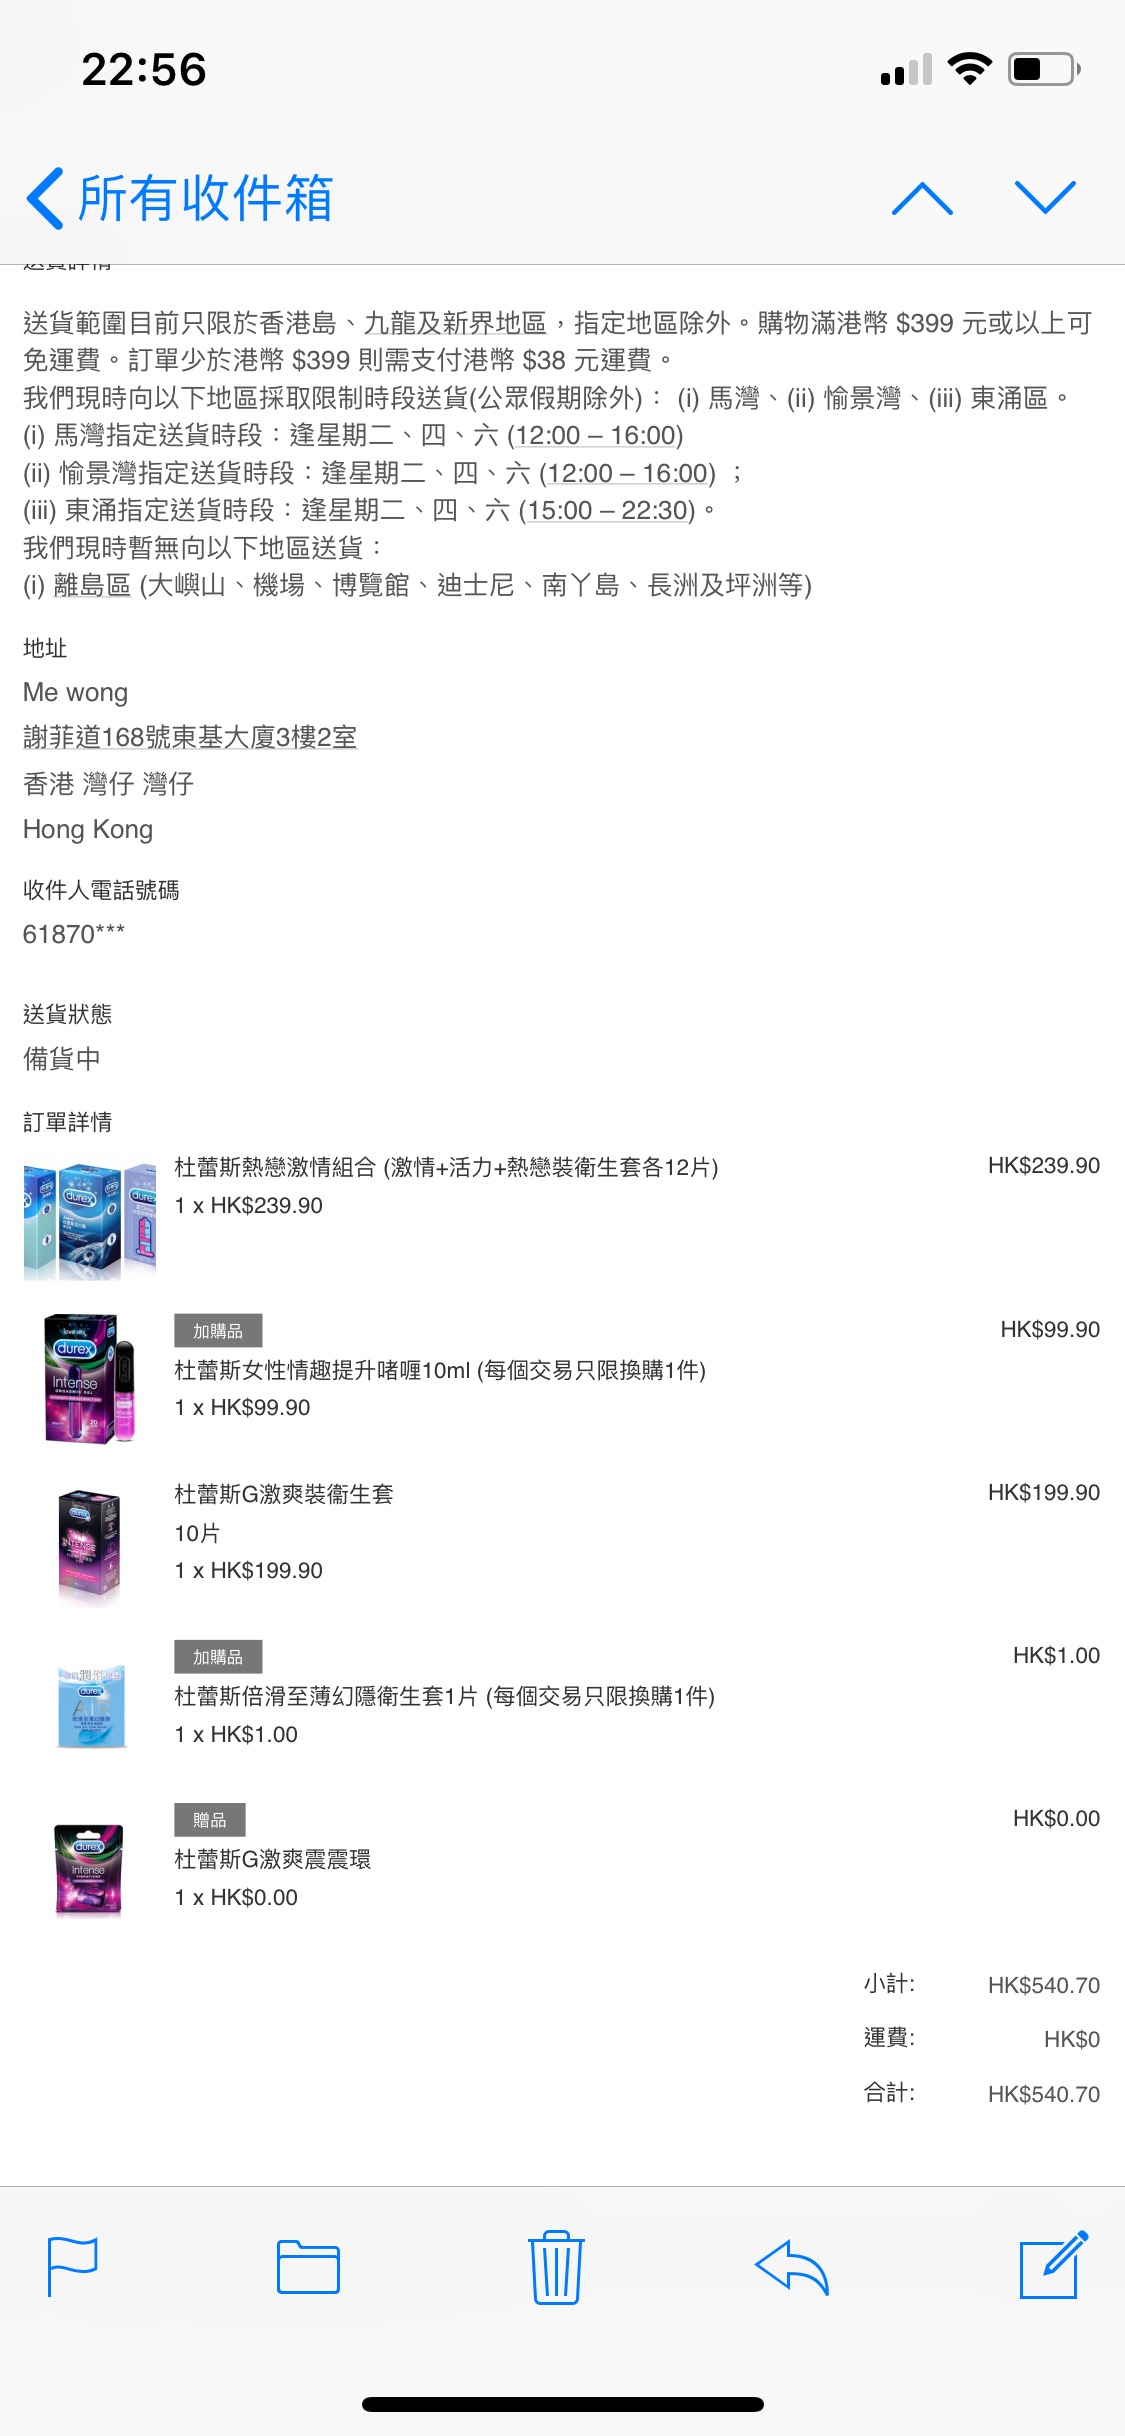 22:56
所有收件箱
送貨詳情
送貨範圍目前只限於香港島、九龍及新界地區，指定地區除外。購物滿港幣 $399 元或以上可
免運費。訂單少於港幣 $399 則需支付港幣 $38 元運費。
我們現時向以下地區採取限制時段送貨(公眾假期除外)： (i) 馬灣、(ii) 愉景灣、(iii) 東涌區。
(i) 馬灣指定送貨時段：逢星期二、四、六 (12:00 – 16:00)
(ii) 愉景灣指定送貨時段：逢星期二、四、六 (12:00 – 16:00) ；
(iii) 東涌指定送貨時段：逢星期二、四、六 (15:00 – 22:30)。
我們現時暫無向以下地區送貨：
(i) 離島區 (大嶼山、機場、博覽館、迪士尼、南丫島、長洲及坪洲等)
地址
Me wong
謝菲道168號東基大廈3樓2室
香港 灣仔 灣仔
Hong Kong
收件人電話號碼
61870***
送貨狀態
備貨中
訂單詳情
杜蕾斯熱戀激情組合 (激情+活力+熱戀裝衛生套各12片)
HK$239.90
1 x HK$239.90
durex
durex
加購品
HK$99.90
杜蕾斯女性情趣提升啫喱10ml (每個交易只限換購1件)
1 x HK$99.90
love sex
durex
Intense
ORGASMIC GEL
杜蕾斯G激爽裝衞生套
HK$199.90
10片
1 x HK$199.90
durex
INTENSE
加購品
HK$1.00
杜蕾斯倍滑至薄幻隱衛生套1片 (每個交易只限換購1件)
1 x HK$1.00
durex
AIR
贈品
HK$0.00
杜蕾斯G激爽震震環
1 x HK$0.00
durex
Intense
VIBRATIONS
小計: HK$540.70
運費: HK$0
合計: HK$540.70